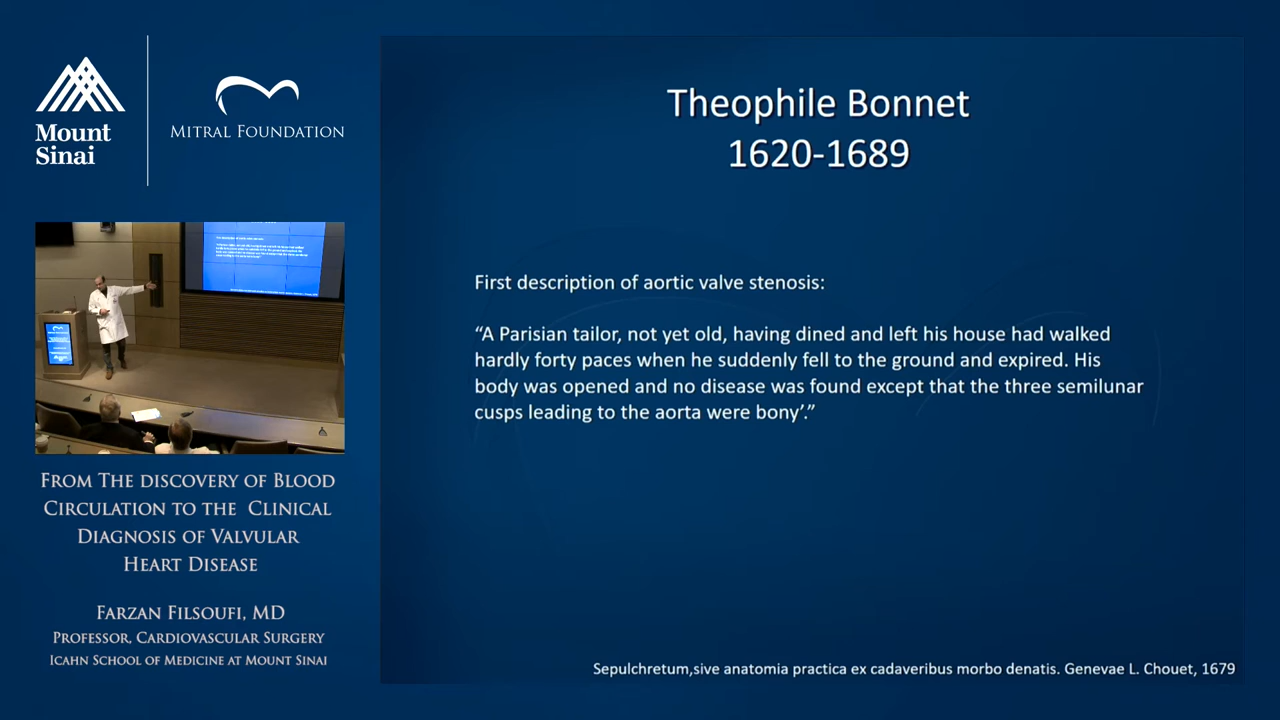 Mount
Sinai
MITRAL FOUNDATION
FROM THE DISCOVERY OF BLOOD
CIRCULATION TO THE CLINICAL
DIAGNOSIS OF VALVULAR
HEART DISEASE
FARZAN FILSOUFI, MD
PROFESSOR, CARDIOVASCULAR SURGERY
ICAHN SCHOOL OF MEDICINE AT MOUNT SINAI
Theophile Bonnet
1620-1689
First description of aortic valve stenosis:
“A Parisian tailor, not yet old, having dined and left his house had walked
hardly forty paces when he suddenly fell to the ground and expired. His
body was opened and no disease was found except that the three semilunar
cusps leading to the aorta were bony’.”
Sepulchretum,sive anatomia practica ex cadaveribus morbo denatis. Genevae L. Chouet, 1679